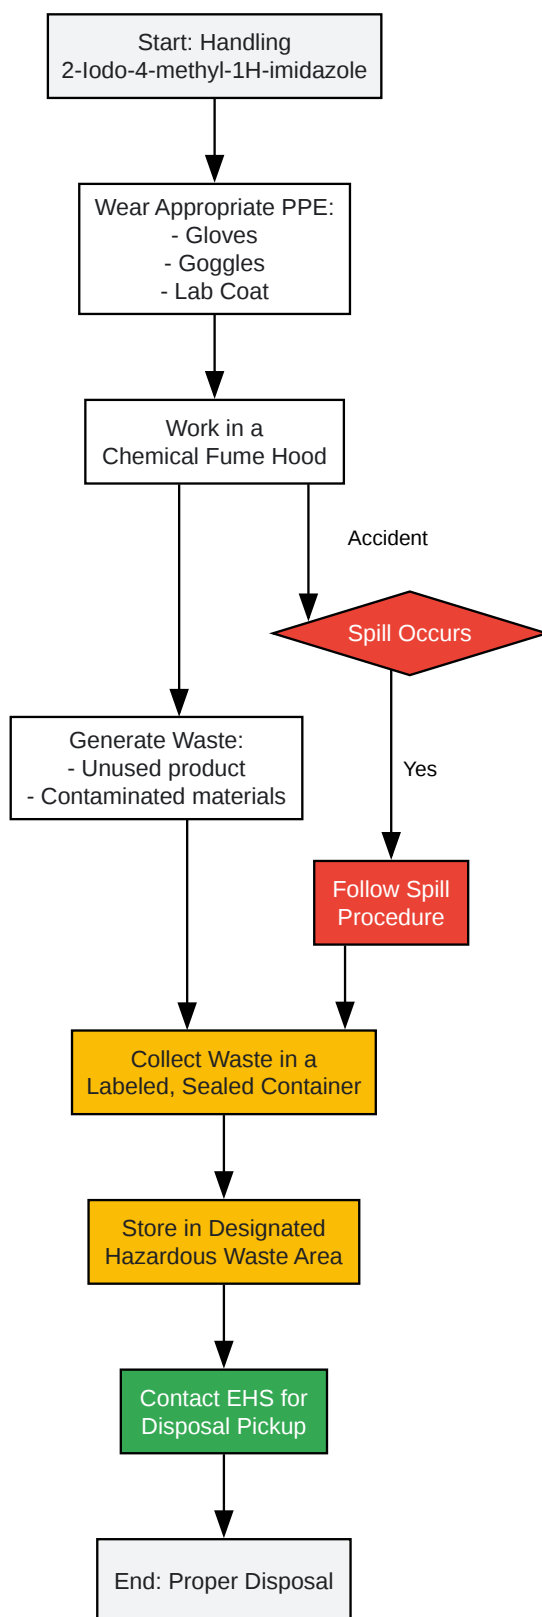 Start: Handling
2-Iodo-4-methyl-1H-imidazole
Wear Appropriate PPE:
- Gloves
- Goggles
- Lab Coat
Work in a
Chemical Fume Hood
Accident
Spill Occurs
Generate Waste:
- Unused product
- Contaminated materials
Yes
Follow Spill
Procedure
Collect Waste in a
Labeled, Sealed Container
Store in Designated
Hazardous Waste Area
Contact EHS for
Disposal Pickup
End: Proper Disposal